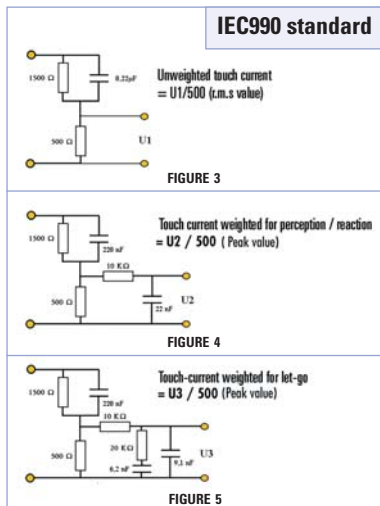 IEC990 standard
1500 Ω
0,22µF
Unweighted touch current
= U1/500 (r.m.s value)
500 Ω
U1
FIGURE 3
1500 Ω
220 nF
Touch current weighted for perception / reaction
= U2 / 500 ( Peak value)
10 KΩ
500 Ω
22 nF
U2
FIGURE 4
1500 Ω
220 nF
Touch-current weighted for let-go
= U3 / 500 (Peak value)
10 KΩ
500 Ω
20 KΩ
6,2 nF
9,1 nF
U3
FIGURE 5